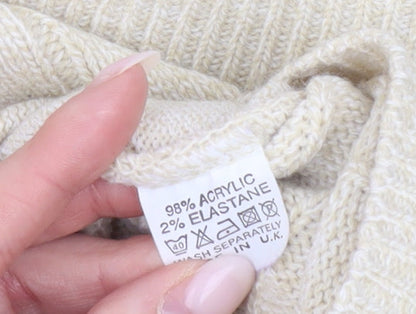 98% ACRYLIC
2% ELASTANE
40
WASH SEPARATELY
IN U.K.